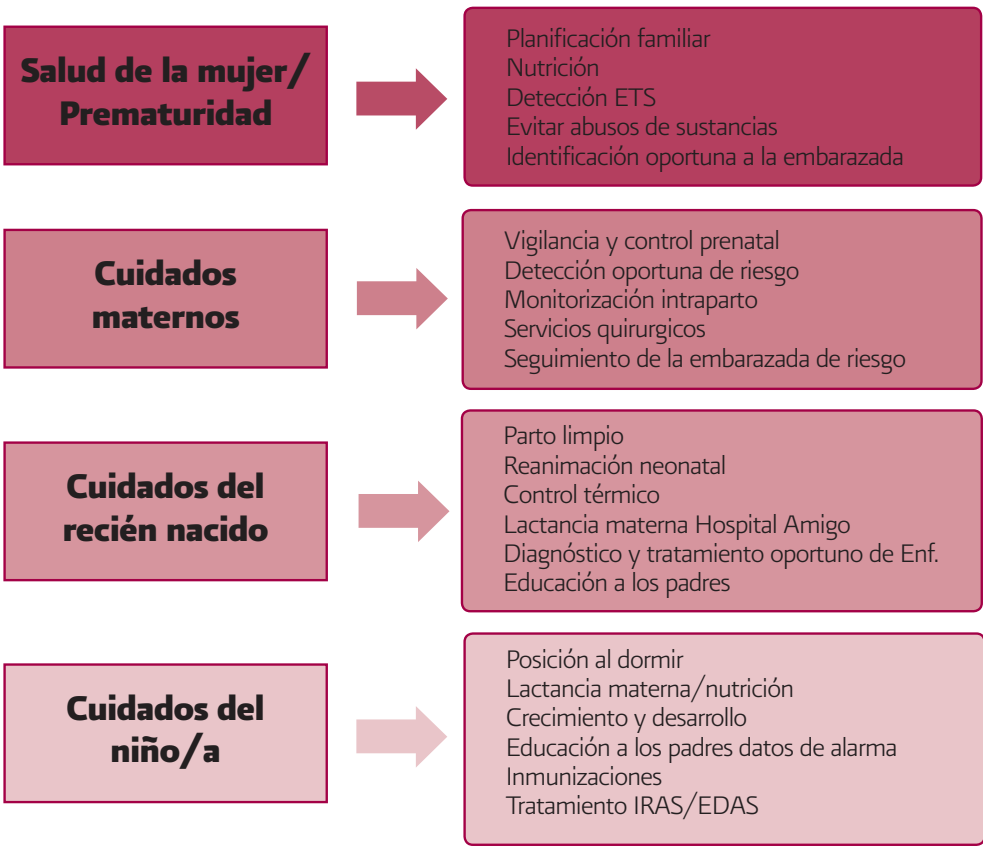 Salud de la mujer/
Prematuridad
Planificación familiar
Nutrición
Detección ETS
Evitar abusos de sustancias
Identificación oportuna a la embarazada
Cuidados
maternos
Vigilancia y control prenatal
Detección oportuna de riesgo
Monitorización intraparto
Servicios quirurgicos
Seguimiento de la embarazada de riesgo
Cuidados del
recién nacido
Parto limpio
Reanimación neonatal
Control térmico
Lactancia materna Hospital Amigo
Diagnóstico y tratamiento oportuno de Enf.
Educación a los padres
Cuidados del
niño/a
Posición al dormir
Lactancia materna/nutrición
Crecimiento y desarrollo
Educación a los padres datos de alarma
Inmunizaciones
Tratamiento IRAS/EDAS